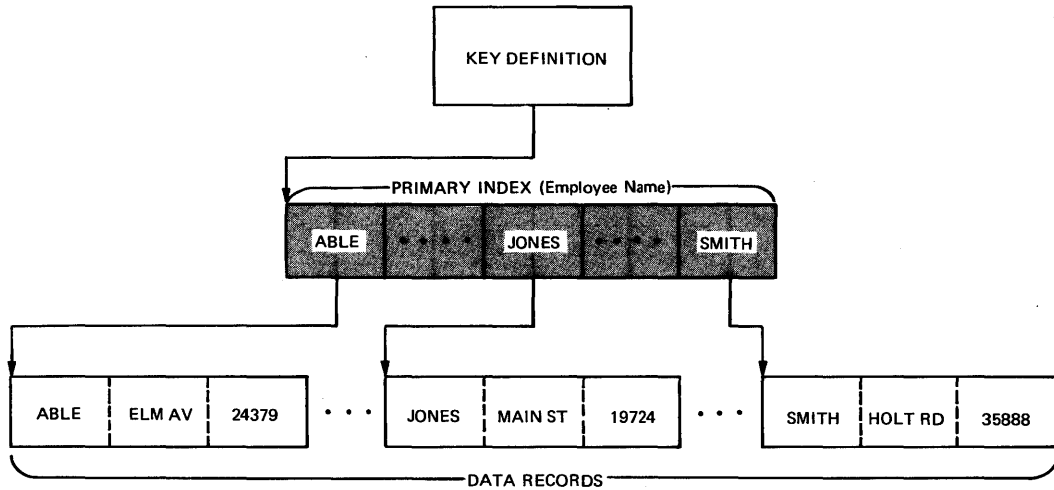 KEY DEFINITION
PRIMARY INDEX (Employee Name)
ABLE • • • • JONES • • • • SMITH
ABLE ELM AV 24379 • • • JONES MAIN ST 19724 • • • SMITH HOLT RD 35888
DATA RECORDS